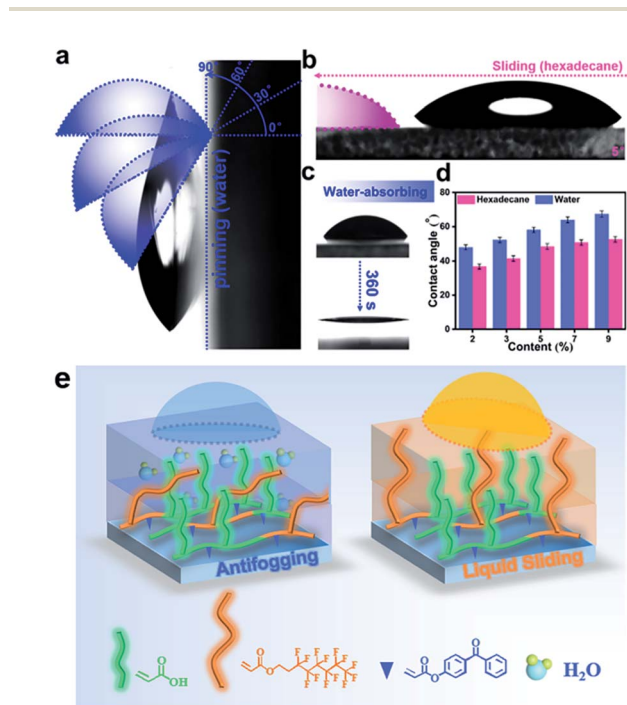 a
90°
60°
30°
0°
pinning (water)
b
Sliding (hexadecane)
5°
c
Water-absorbing
360 s
d
Hexadecane
Water
Contact angle (°)
80
60
40
20
0
2
3
5
7
9
Content (%)
e
Antifogging
Liquid Sliding
O
OH
O
O
F F F F F F
F
F F F F F F
O
O
O
H₂O